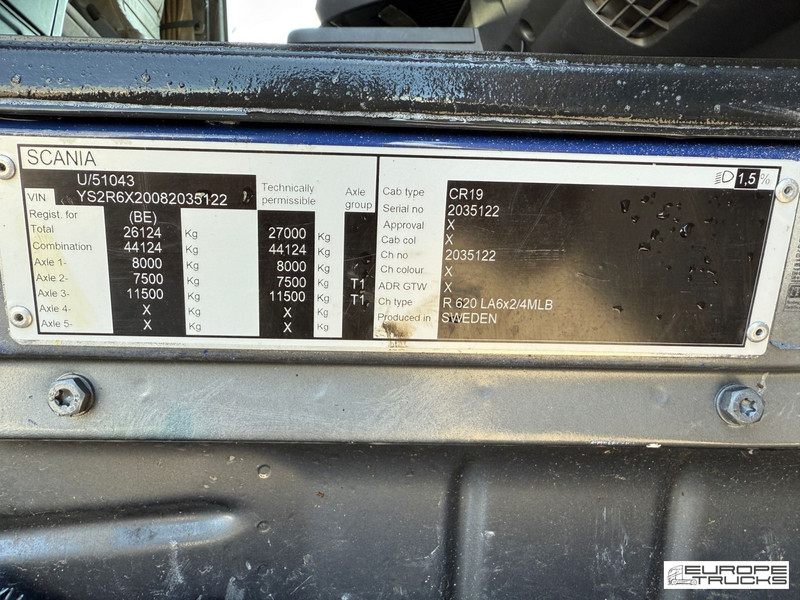 SCANIA
U/51043
VIN YS2R6X20082035122
Regist. for (BE)
Total 26124 Kg
Combination 44124 Kg
Axle 1- 8000 Kg
Axle 2- 7500 Kg
Axle 3- 11500 Kg
Axle 4- X Kg
Axle 5- X Kg
Technically permissible
27000 Kg
44124 Kg
8000 Kg
7500 Kg
11500 Kg
X Kg
X Kg
Axle group
T1
T1
1,5 %
Cab type CR19
Serial no 2035122
Approval X
Cab col X
Ch no 2035122
Ch colour X
ADR GTW X
Ch type R 620 LA6x2/4MLB
Produced in SWEDEN
EUROPE
TRUCKS